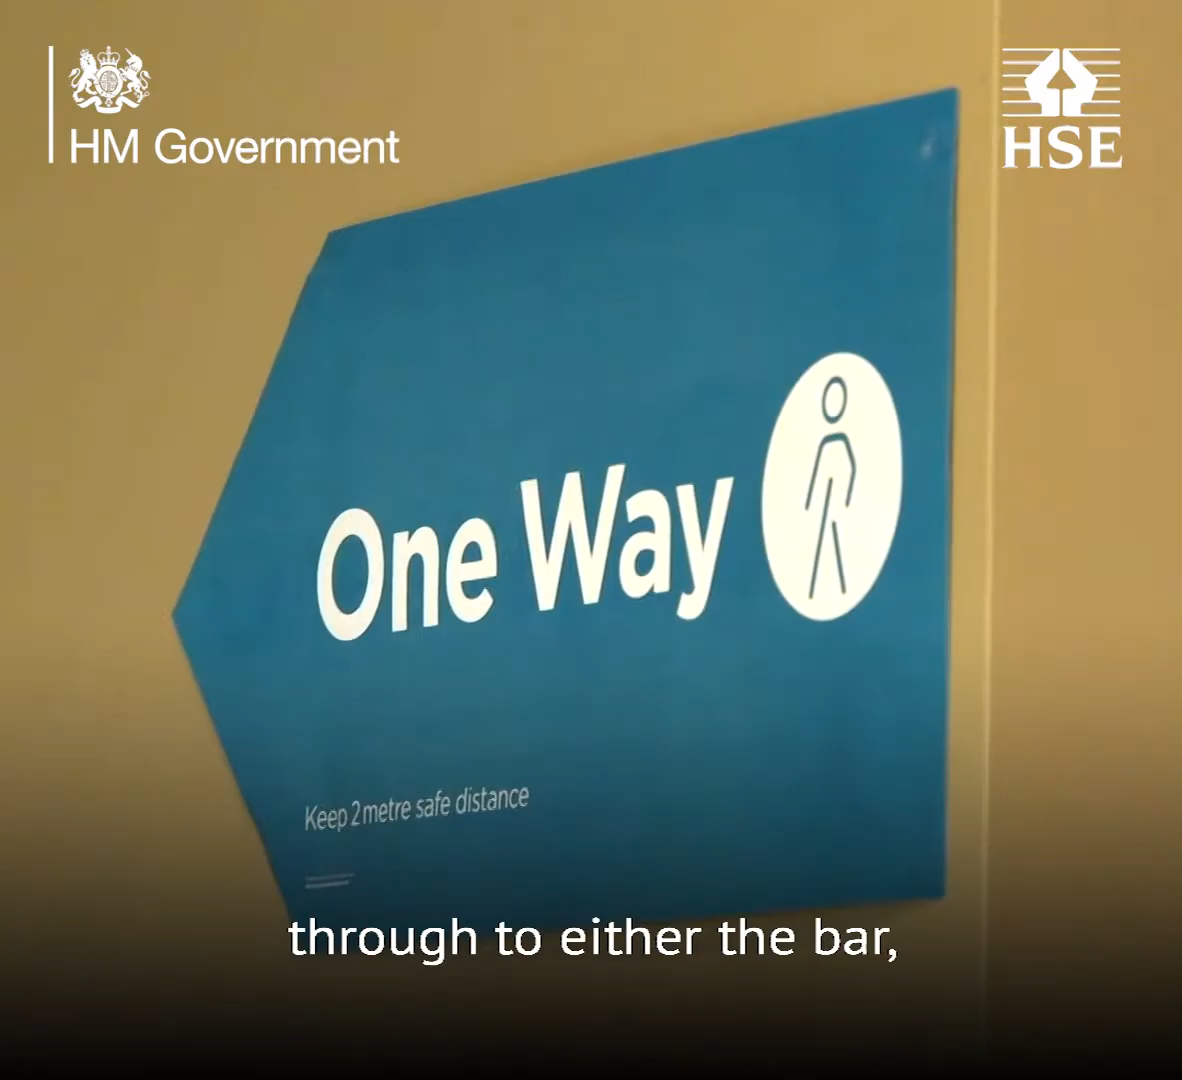 HM Government
HSE
One Way
Keep 2 metre safe distance
through to either the bar,